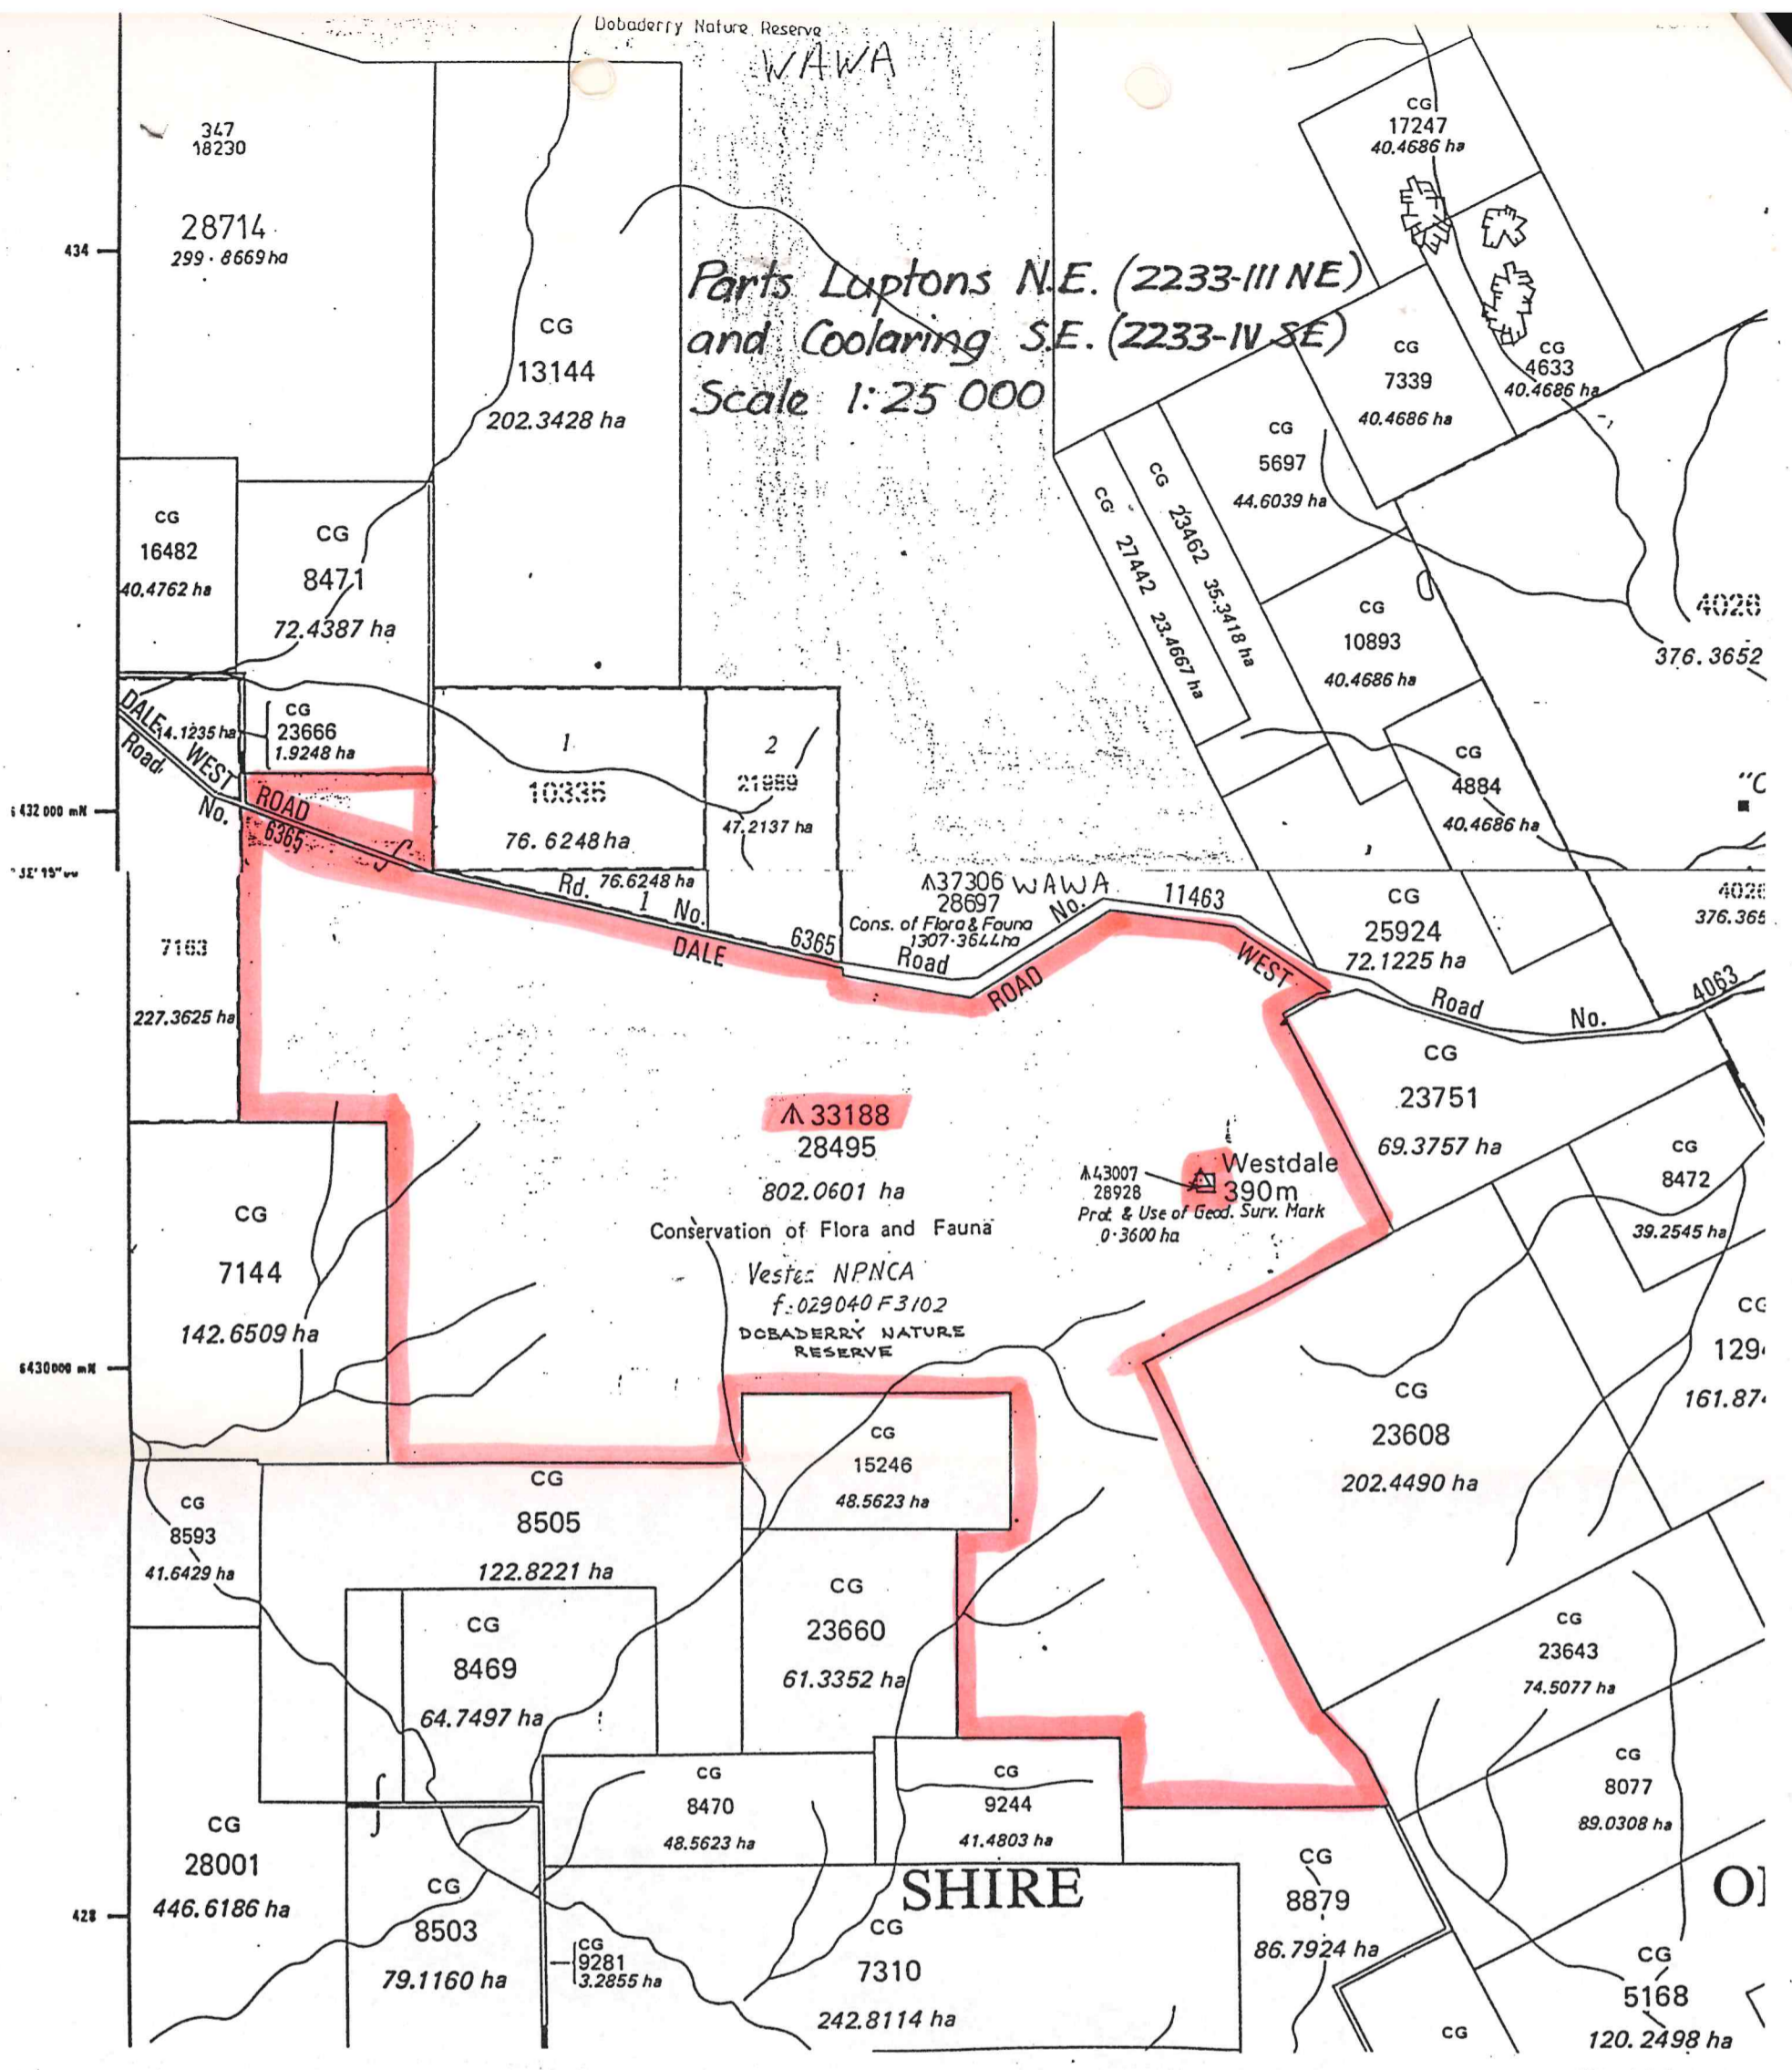 Dobaderry Nature Reserve
WAWA
347
18230
28714
299·8669 ha
434
CG
13144
202.3428 ha
Parts Luptons N.E. (2233-III NE)
and Coolaring S.E. (2233-IV SE)
Scale 1:25 000
CG
17247
40.4686 ha
CG
4633
40.4686 ha
CG
7339
40.4686 ha
CG
5697
44.6039 ha
CG 23462 35.3418 ha
CG 27442 23.4667 ha
CG
10893
40.4686 ha
4026
376.3652
CG
16482
40.4762 ha
CG
8471
72.4387 ha
DALE WEST ROAD
Road No. 6365
14.1235 ha
CG
23666
1.9248 ha
1
10335
76.6248 ha
2
21989
47.2137 ha
CG
4884
40.4686 ha
"C
6432 000 mN
Rd. 76.6248 ha
1 No. 6365
37306 WAWA
28697
Cons. of Flora & Fauna
1307·3644 ha
Road No. 11463
DALE ROAD WEST
CG
25924
72.1225 ha
4026
376.365
Road No. 4063
7163
227.3625 ha
CG
23751
69.3757 ha
33188
28495
802.0601 ha
Conservation of Flora and Fauna
Vested NPNCA
f:029040 F3102
DOBADERRY NATURE
RESERVE
43007
28928
Westdale
390m
Prot. & Use of Geod. Surv. Mark
0·3600 ha
CG
8472
39.2545 ha
CG
7144
142.6509 ha
6430000 mN
CG
129
161.87
CG
23608
202.4490 ha
CG
15246
48.5623 ha
CG
8593
41.6429 ha
CG
8505
122.8221 ha
CG
8469
64.7497 ha
CG
23660
61.3352 ha
CG
23643
74.5077 ha
CG
8077
89.0308 ha
CG
8470
48.5623 ha
CG
9244
41.4803 ha
CG
28001
446.6186 ha
428
CG
8503
79.1160 ha
CG
9281
3.2855 ha
SHIRE
O
CG
7310
242.8114 ha
CG
8879
86.7924 ha
CG
5168
120.2498 ha
CG